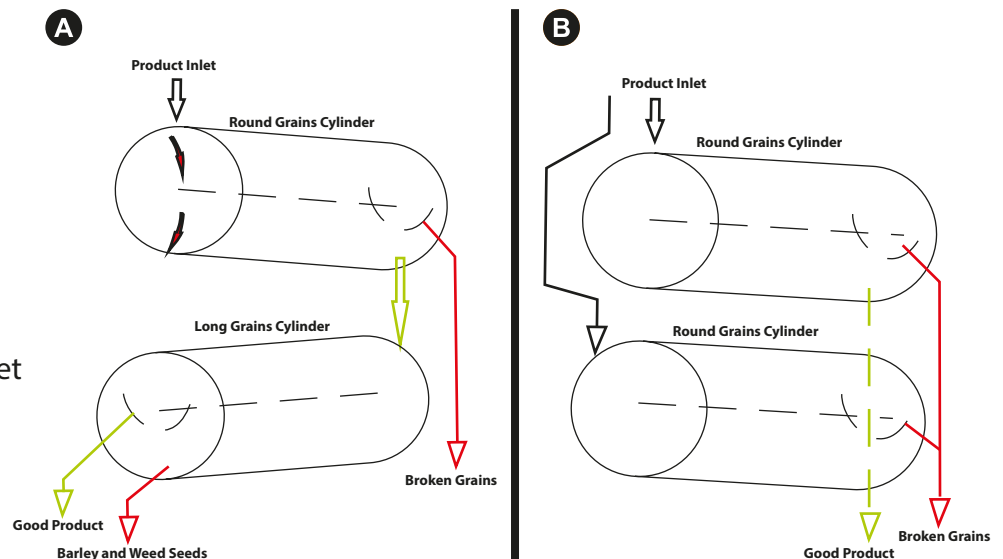 A
Product Inlet
Round Grains Cylinder
Long Grains Cylinder
et
Broken Grains
Good Product
Barley and Weed Seeds
B
Product Inlet
Round Grains Cylinder
Round Grains Cylinder
Broken Grains
Good Product